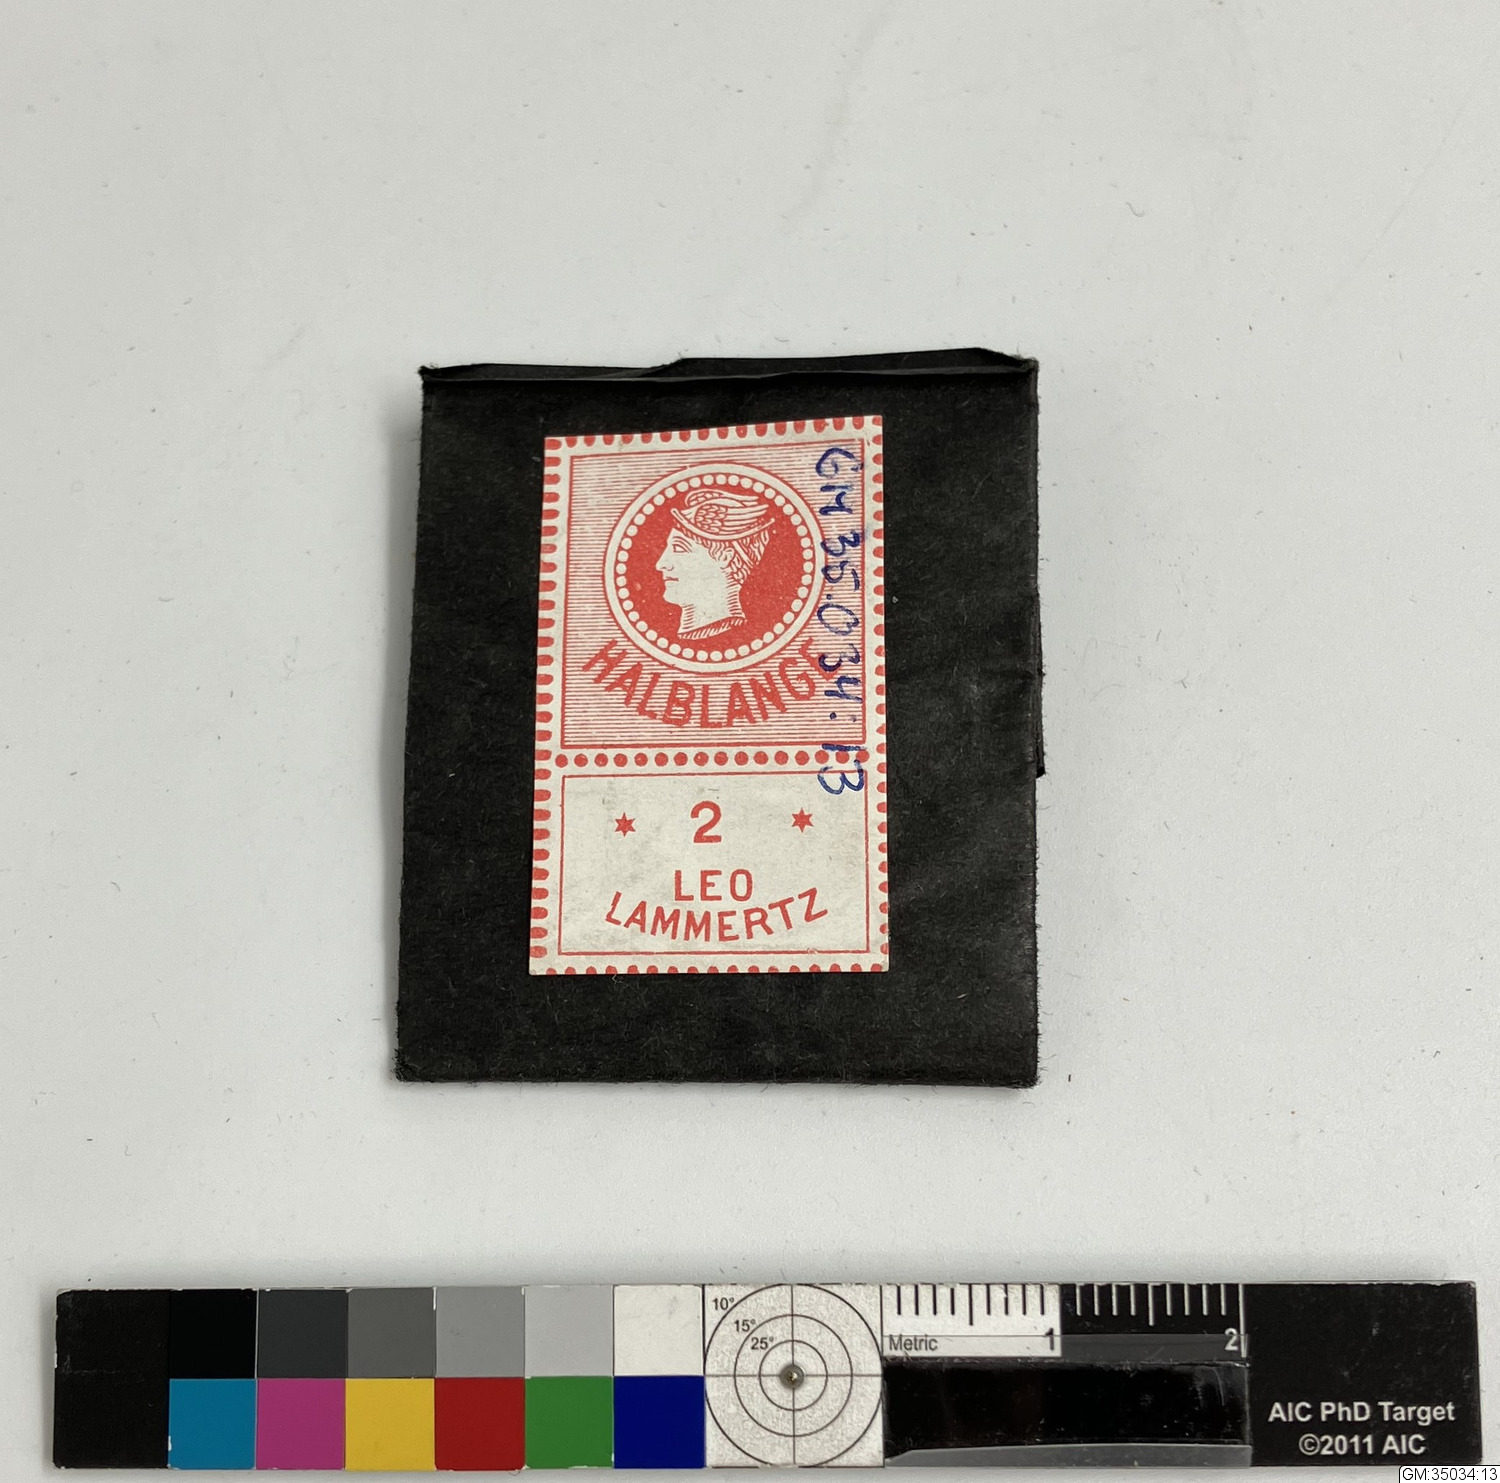 HALBLANGE
2
LEO
LAMMERTZ
GM 35.034:13
10°
15°
25°
Metric
1
2
AIC PhD Target
©2011 AIC
GM:35034:13